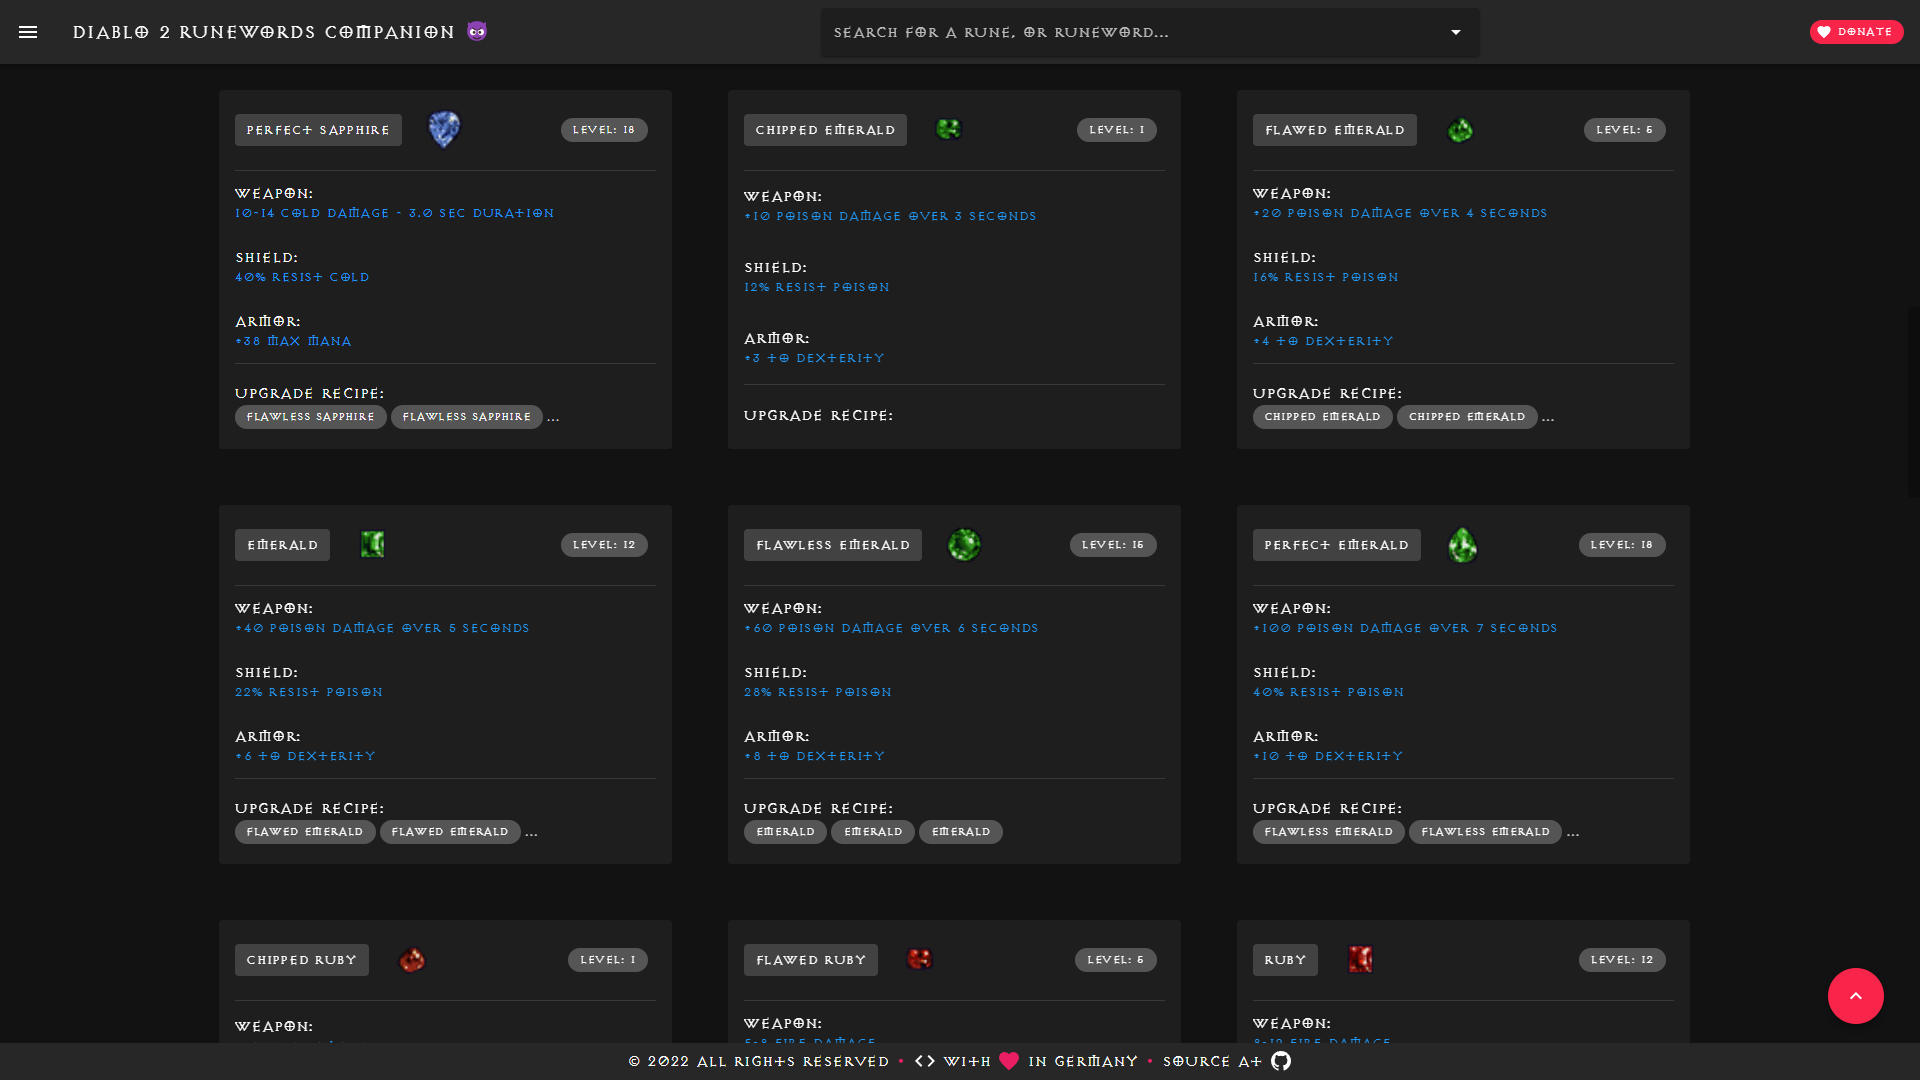 DIABLO 2 RUNEWORDS COMPANION
SEARCH FOR A RUNE, OR RUNEWORD...
DONATE
PERFECT SAPPHIRE
LEVEL: 18
WEAPON:
10-14 COLD DAMAGE - 3.0 SEC DURATION
SHIELD:
40% RESIST COLD
ARMOR:
+38 MAX MANA
UPGRADE RECIPE:
FLAWLESS SAPPHIRE FLAWLESS SAPPHIRE ...
CHIPPED EMERALD
LEVEL: 1
WEAPON:
+10 POISON DAMAGE OVER 3 SECONDS
SHIELD:
12% RESIST POISON
ARMOR:
+3 TO DEXTERITY
UPGRADE RECIPE:
FLAWED EMERALD
LEVEL: 5
WEAPON:
+20 POISON DAMAGE OVER 4 SECONDS
SHIELD:
16% RESIST POISON
ARMOR:
+4 TO DEXTERITY
UPGRADE RECIPE:
CHIPPED EMERALD CHIPPED EMERALD ...
EMERALD
LEVEL: 12
WEAPON:
+40 POISON DAMAGE OVER 5 SECONDS
SHIELD:
22% RESIST POISON
ARMOR:
+6 TO DEXTERITY
UPGRADE RECIPE:
FLAWED EMERALD FLAWED EMERALD ...
FLAWLESS EMERALD
LEVEL: 15
WEAPON:
+60 POISON DAMAGE OVER 6 SECONDS
SHIELD:
28% RESIST POISON
ARMOR:
+8 TO DEXTERITY
UPGRADE RECIPE:
EMERALD EMERALD EMERALD
PERFECT EMERALD
LEVEL: 18
WEAPON:
+100 POISON DAMAGE OVER 7 SECONDS
SHIELD:
40% RESIST POISON
ARMOR:
+10 TO DEXTERITY
UPGRADE RECIPE:
FLAWLESS EMERALD FLAWLESS EMERALD ...
CHIPPED RUBY
LEVEL: 1
WEAPON:
FLAWED RUBY
LEVEL: 5
WEAPON:
5-8 FIRE DAMAGE
RUBY
LEVEL: 12
WEAPON:
8-12 FIRE DAMAGE
© 2022 ALL RIGHTS RESERVED • <> WITH ♥ IN GERMANY • SOURCE AT